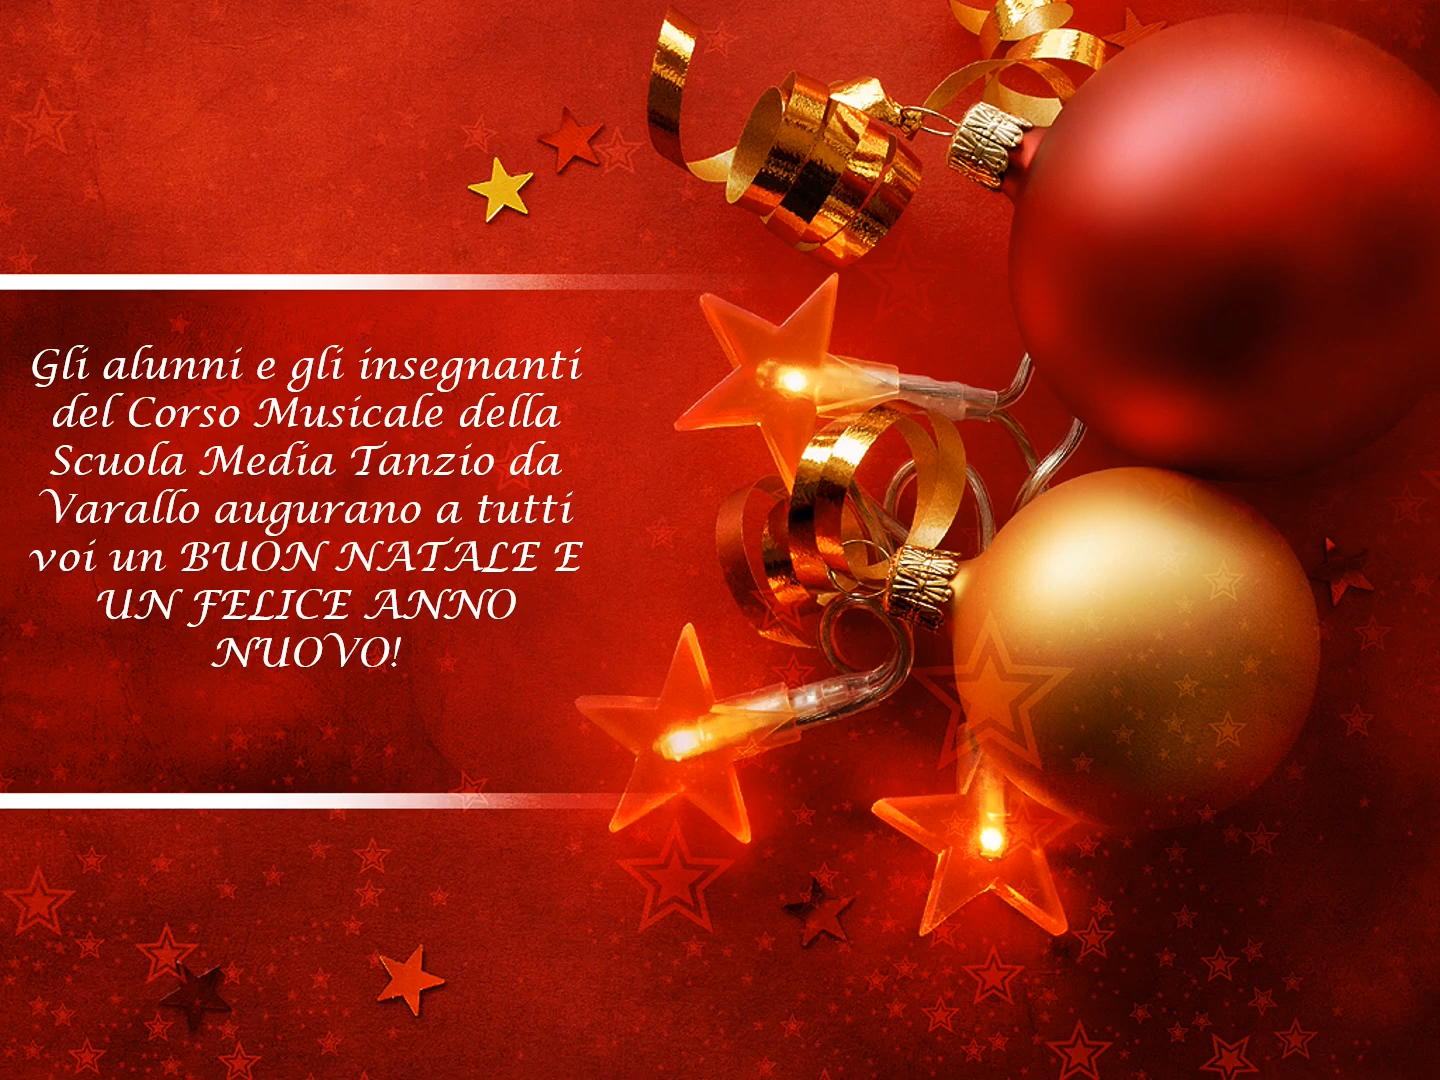 Gli alunni e gli insegnanti
del Corso Musicale della
Scuola Media Tanzio da
Varallo augurano a tutti
voi un BUON NATALE E
UN FELICE ANNO
NUOVO!